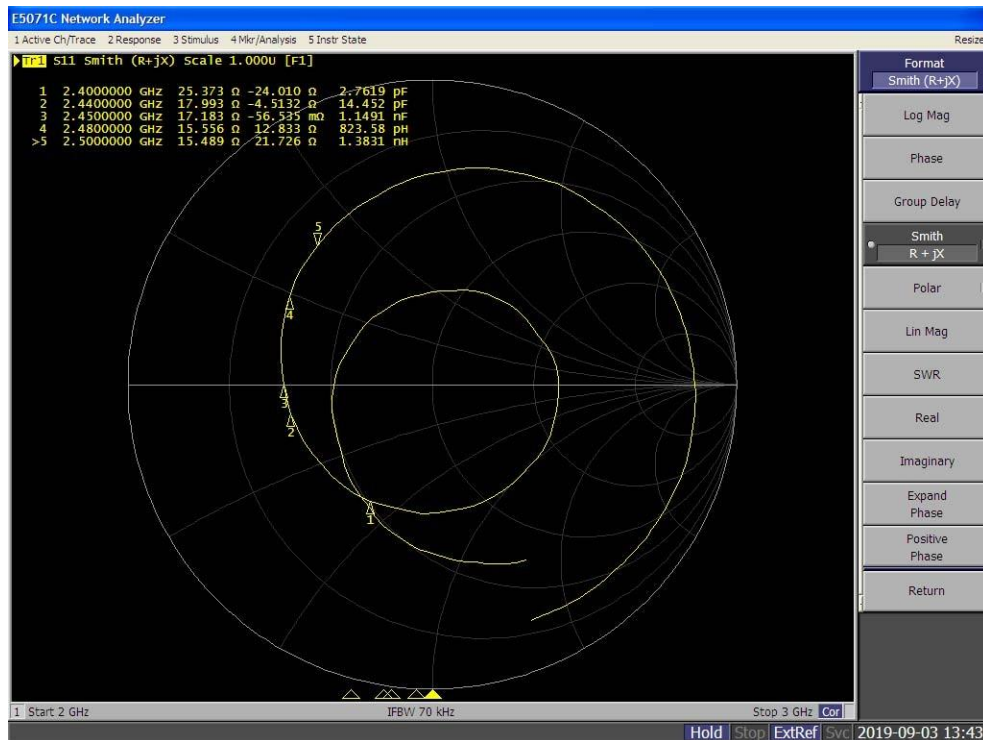 E5071C Network Analyzer
1 Active Ch/Trace 2 Response 3 Stimulus 4 Mkr/Analysis 5 Instr State
Resize
Tr1 S11 Smith (R+jX) Scale 1.000U [F1]
1 2.4000000 GHz 25.373 Ω -24.010 Ω 2.7619 pF
2 2.4400000 GHz 17.993 Ω -4.5132 Ω 14.452 pF
3 2.4500000 GHz 17.183 Ω -56.535 mΩ 1.1491 nF
4 2.4800000 GHz 15.556 Ω 12.833 Ω 823.58 pH
>5 2.5000000 GHz 15.489 Ω 21.726 Ω 1.3831 nH
5
4
3
2
1
Format
Smith (R+jX)
Log Mag
Phase
Group Delay
Smith
R + jX
Polar
Lin Mag
SWR
Real
Imaginary
Expand
Phase
Positive
Phase
Return
1 Start 2 GHz IFBW 70 kHz Stop 3 GHz Cor
Hold Stop ExtRef Svc 2019-09-03 13:43